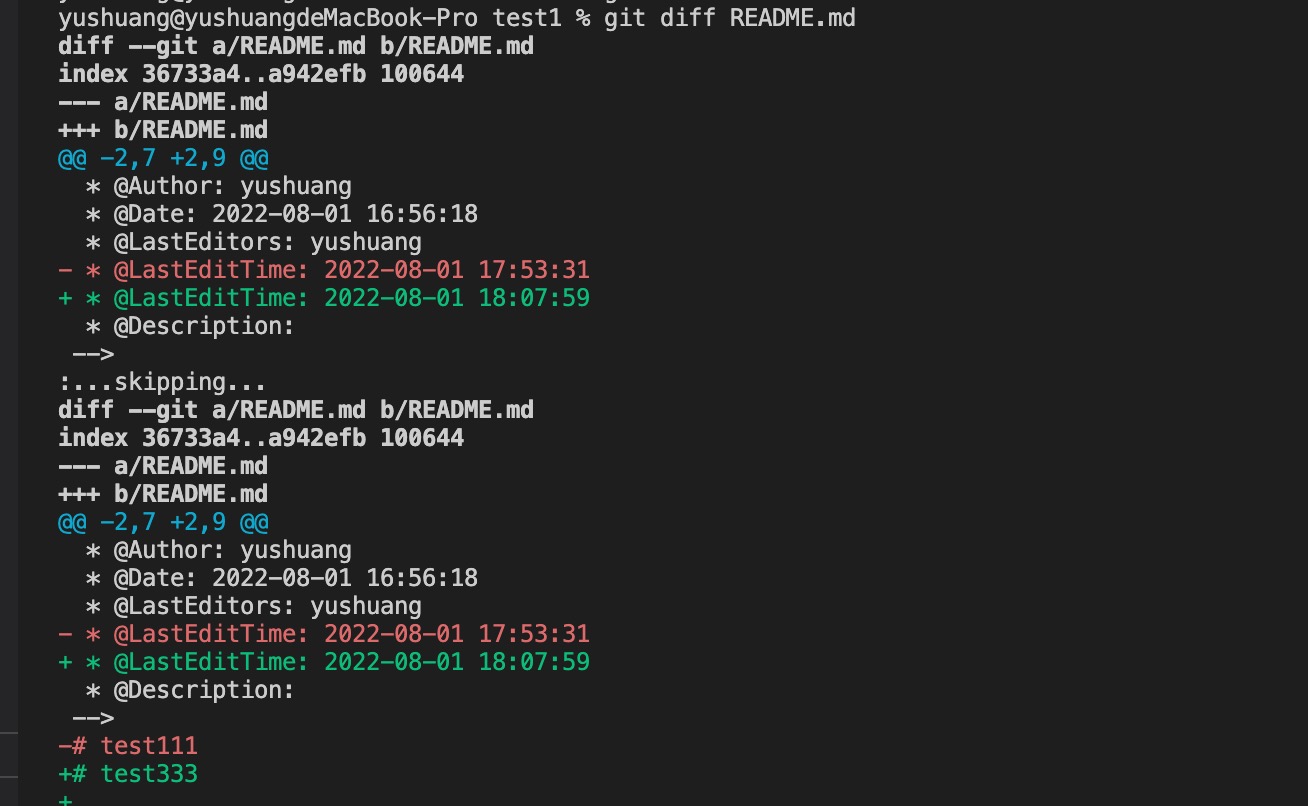 yushuang@yushuangdeMacBook-Pro test1 % git diff README.md
diff --git a/README.md b/README.md
index 36733a4..a942efb 100644
--- a/README.md
+++ b/README.md
@@ -2,7 +2,9 @@
  * @Author: yushuang
  * @Date: 2022-08-01 16:56:18
  * @LastEditors: yushuang
- * @LastEditTime: 2022-08-01 17:53:31
+ * @LastEditTime: 2022-08-01 18:07:59
  * @Description:
 -->
:...skipping...
diff --git a/README.md b/README.md
index 36733a4..a942efb 100644
--- a/README.md
+++ b/README.md
@@ -2,7 +2,9 @@
  * @Author: yushuang
  * @Date: 2022-08-01 16:56:18
  * @LastEditors: yushuang
- * @LastEditTime: 2022-08-01 17:53:31
+ * @LastEditTime: 2022-08-01 18:07:59
  * @Description:
 -->
-# test111
+# test333
+